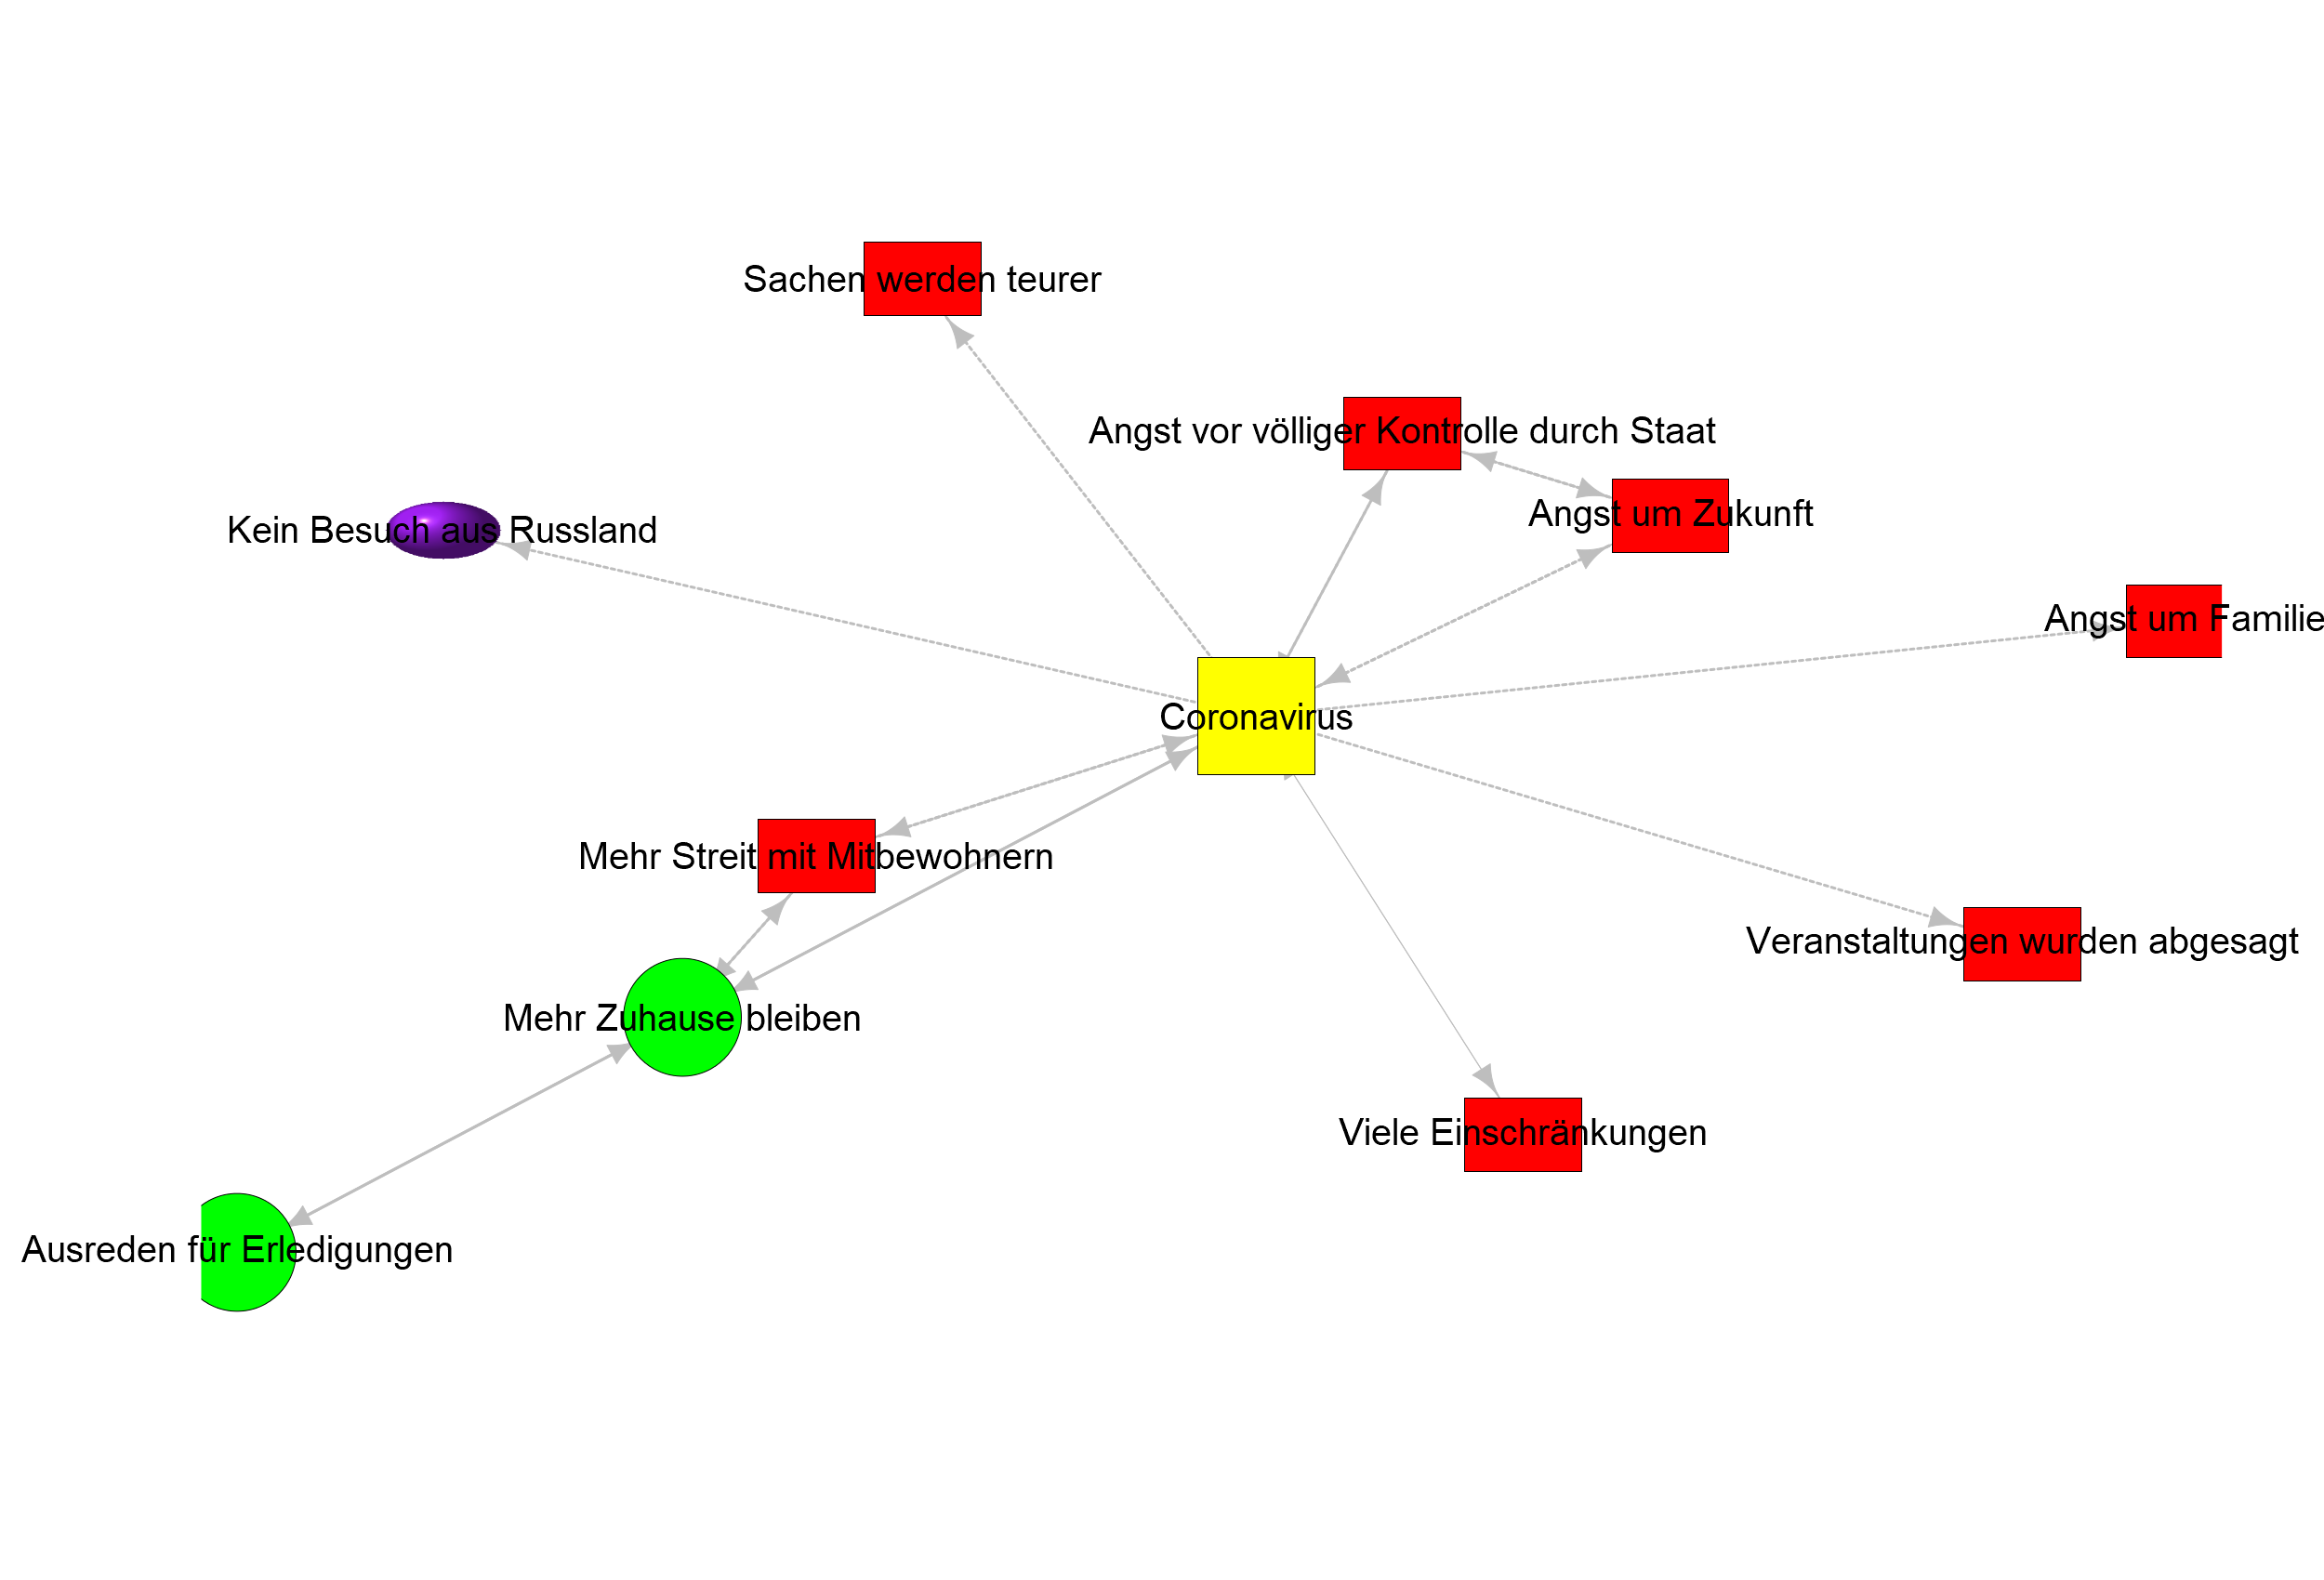 Sachen werden teurer
Angst vor völliger Kontrolle durch Staat
Angst um Zukunft
Kein Besuch aus Russland
Angst um Familie
Coronavirus
Mehr Streit mit Mitbewohnern
Veranstaltungen wurden abgesagt
Mehr Zuhause bleiben
Viele Einschränkungen
Ausreden für Erledigungen